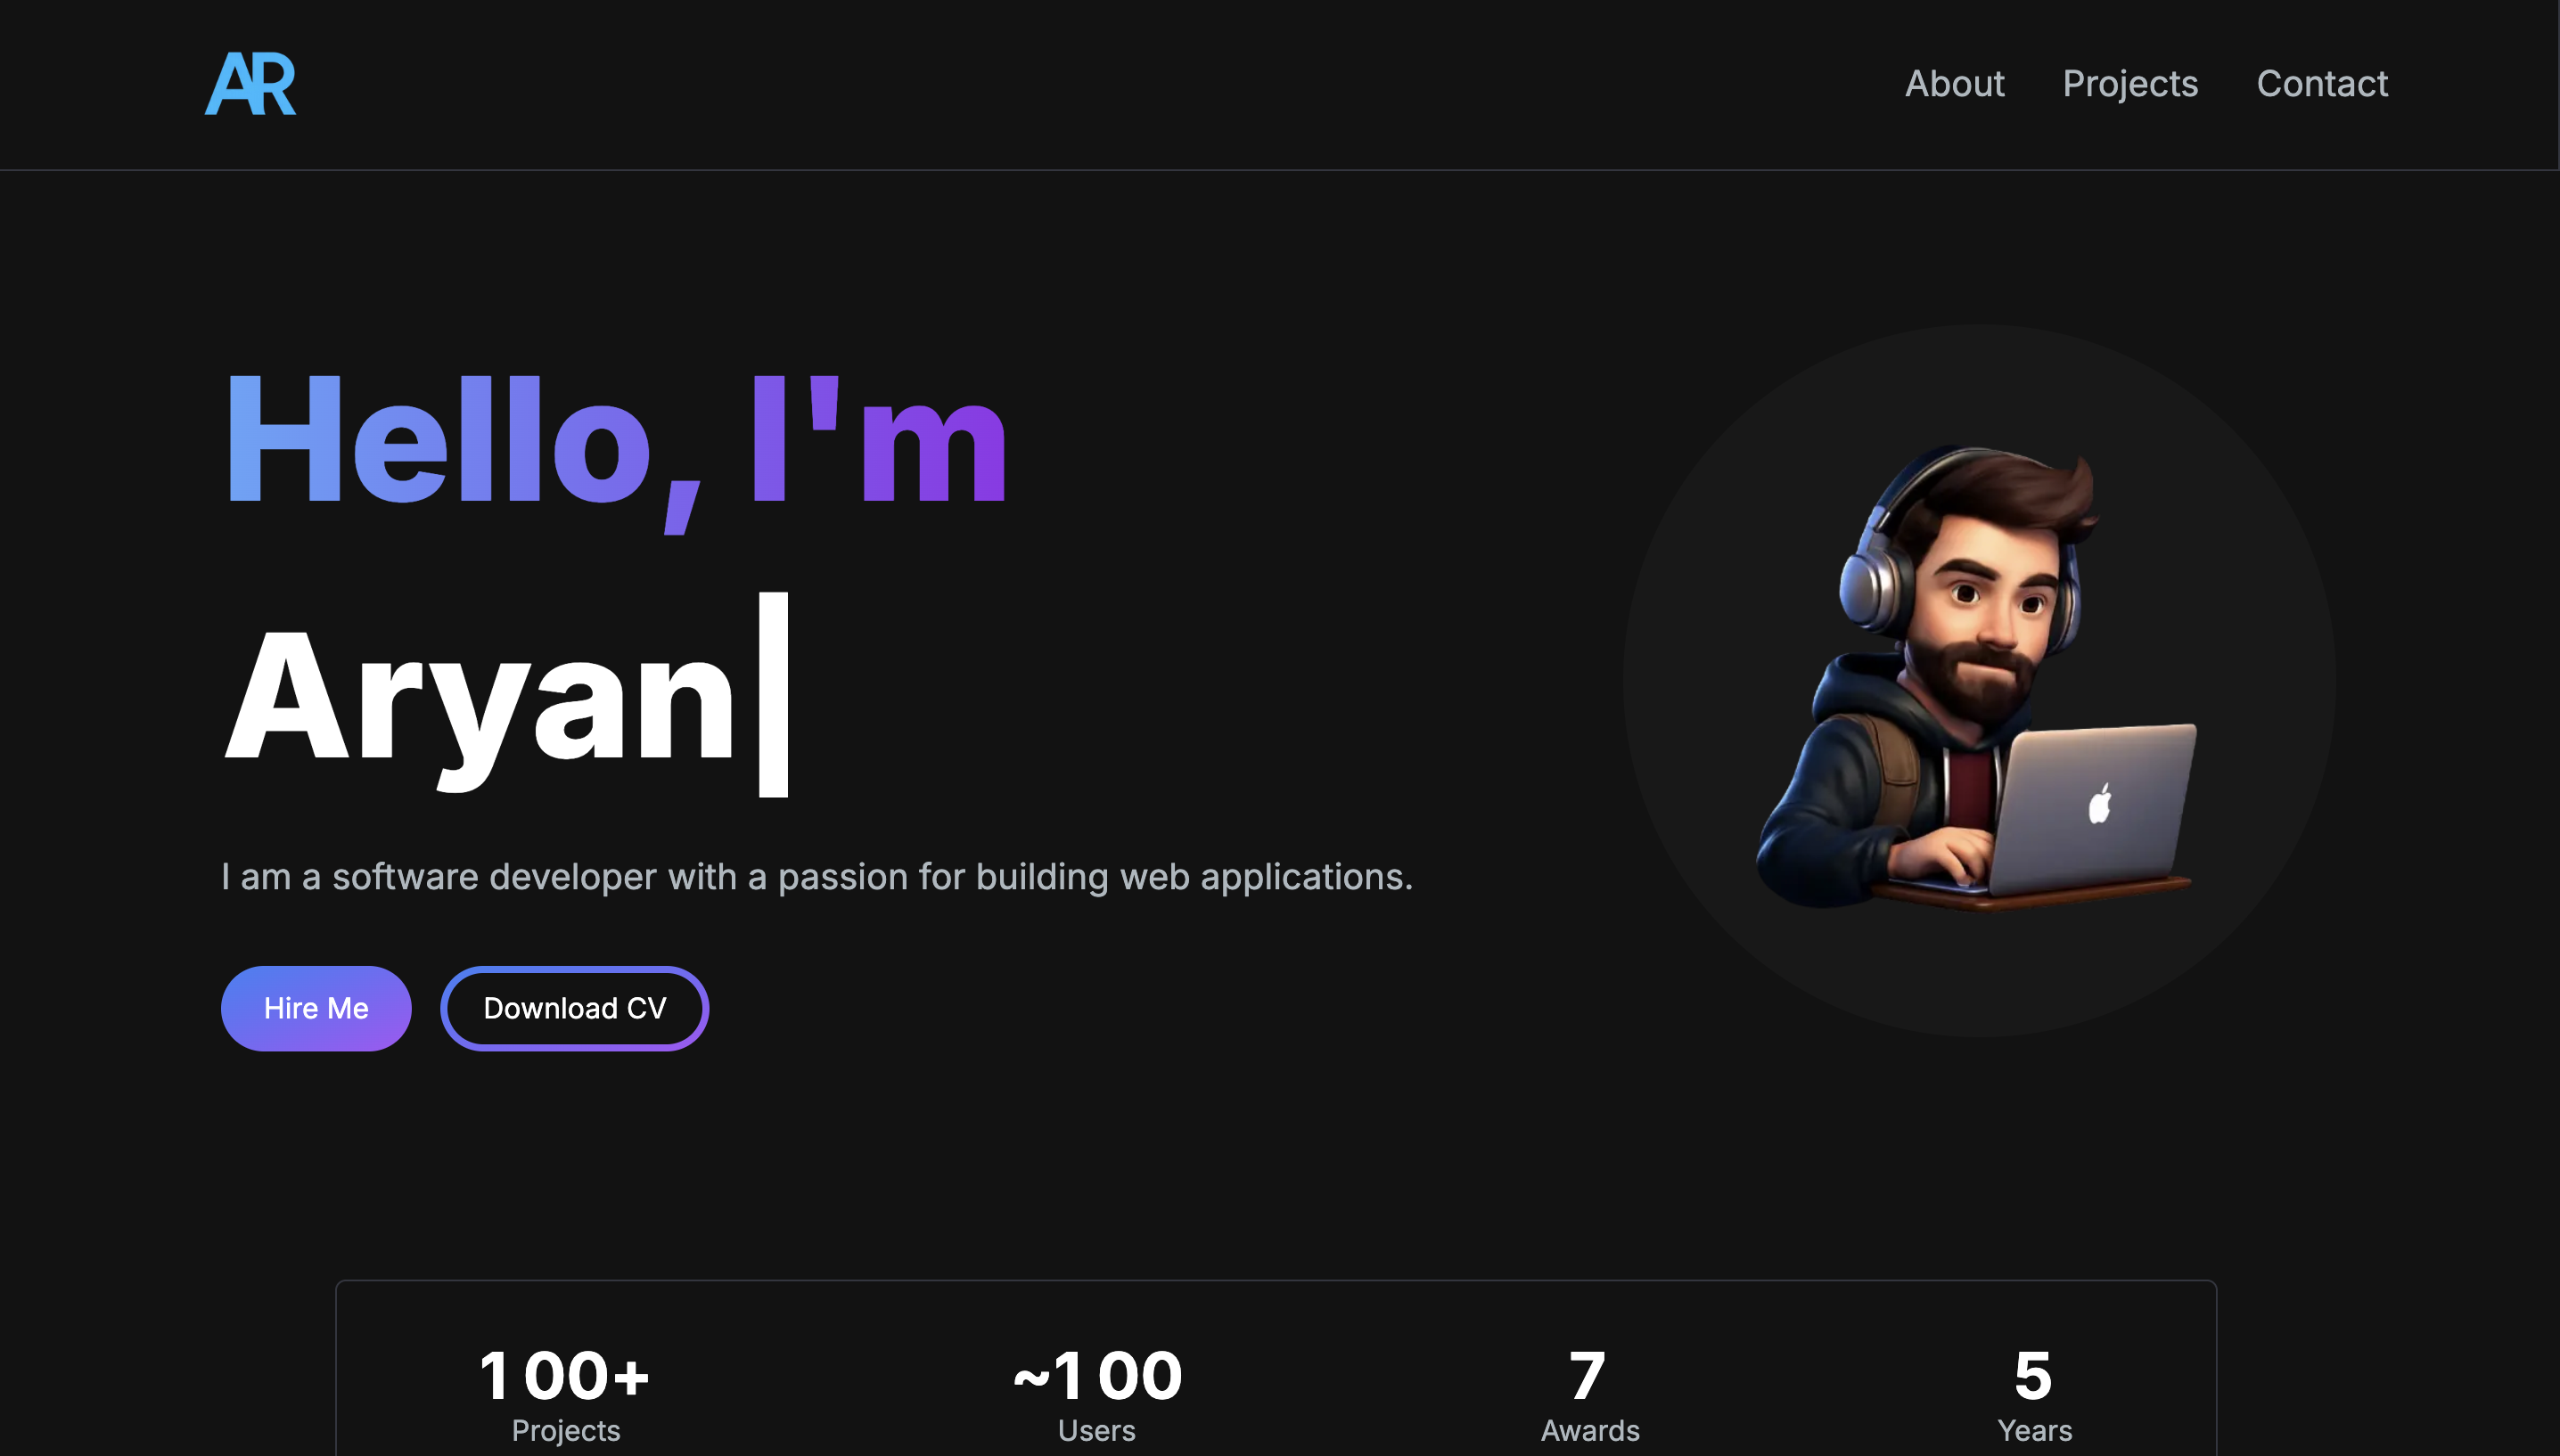 AR
About Projects Contact
Hello, I'm
Aryan
I am a software developer with a passion for building web applications.
Hire Me Download CV
100+ ~100 7 5
Projects Users Awards Years